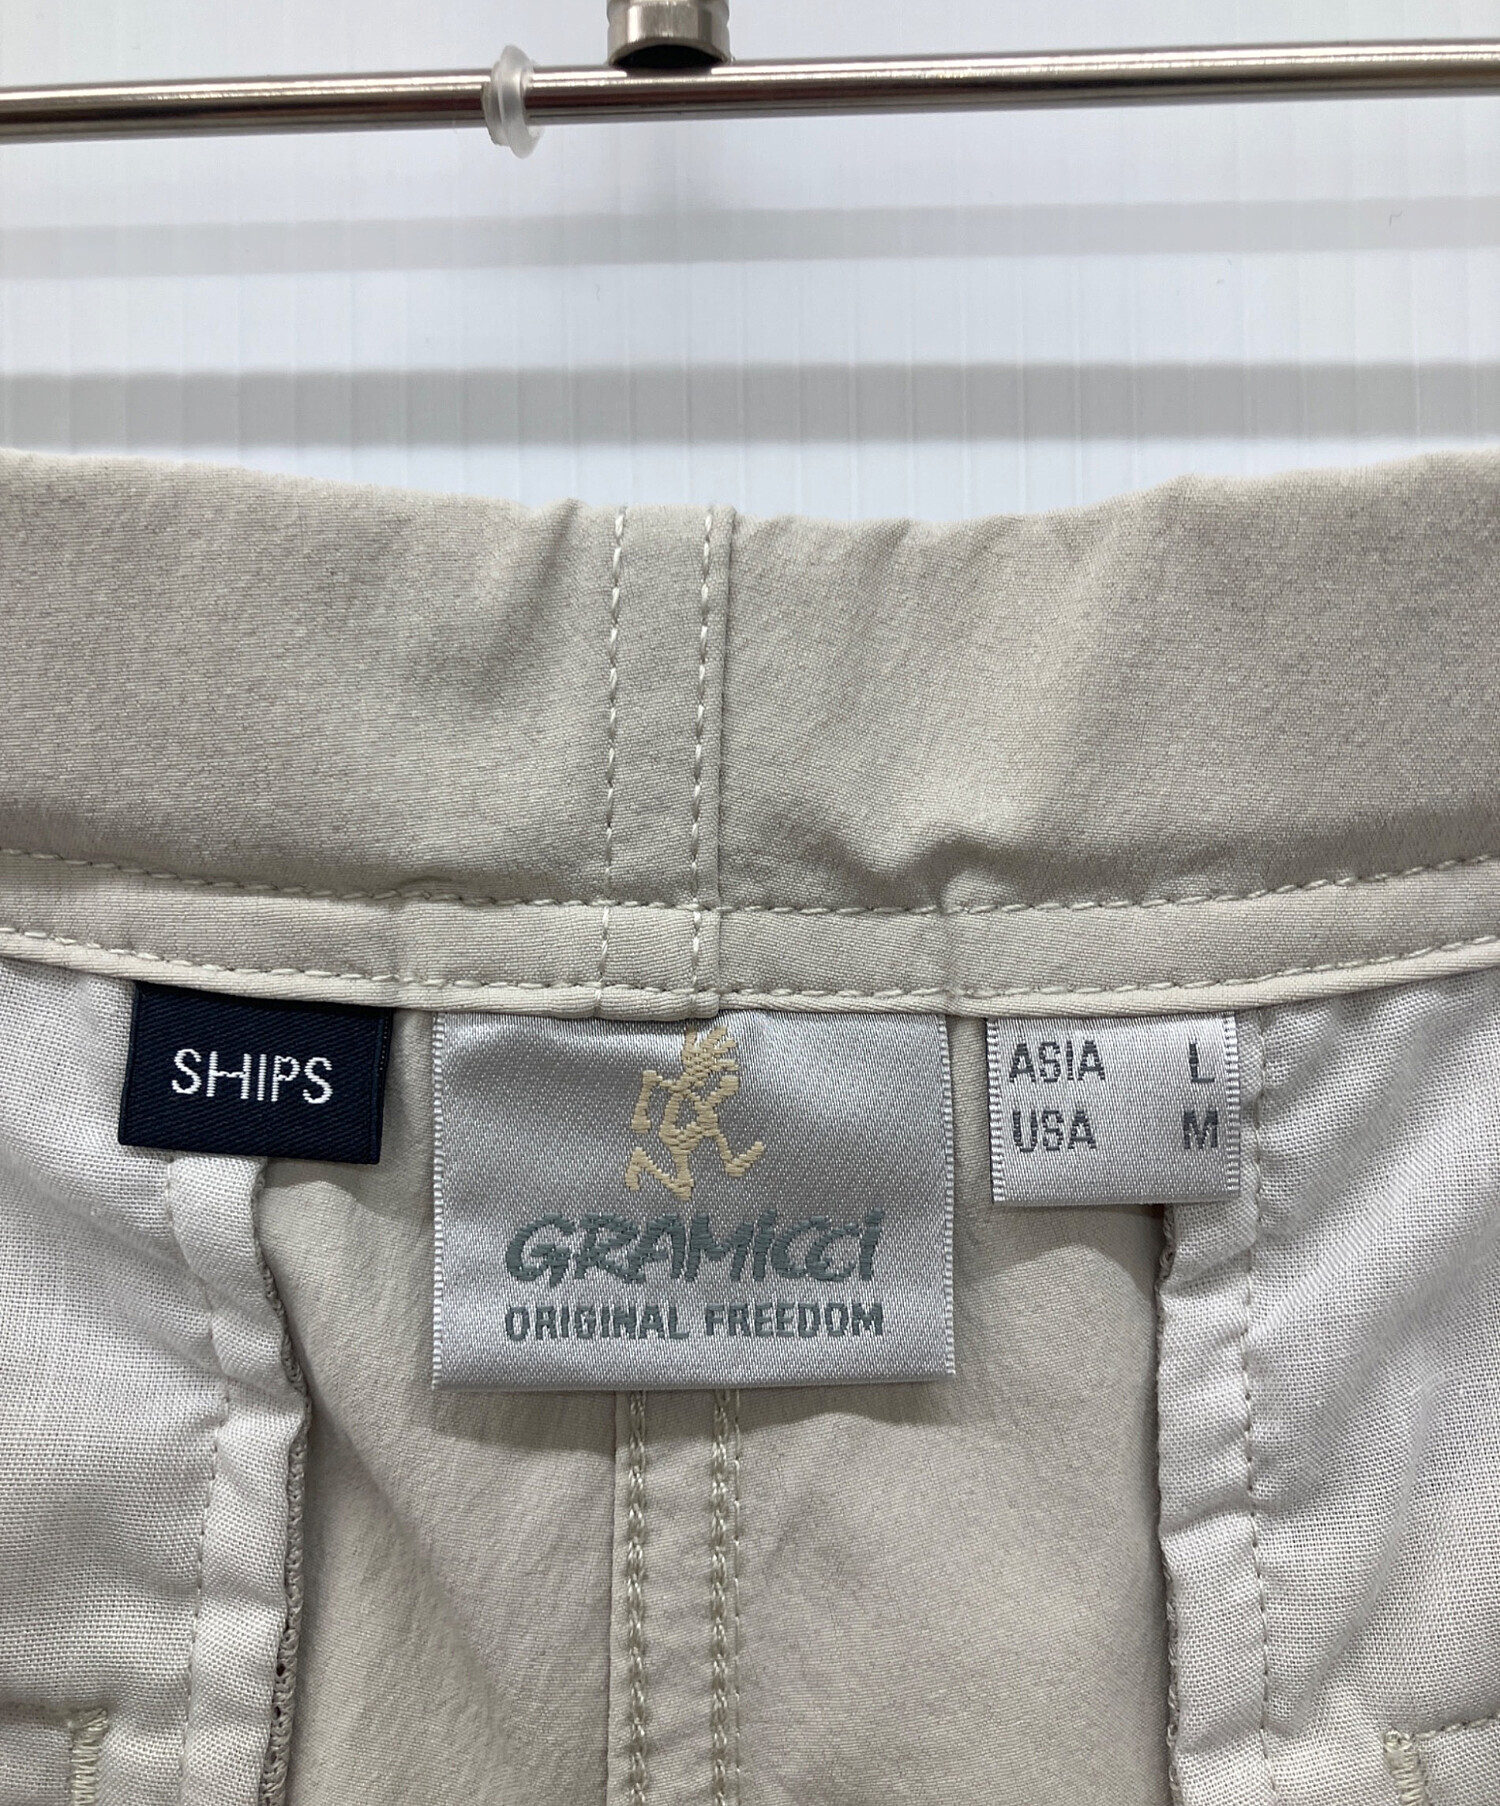 SHIPS
GRAMiCCi
ORIGINAL FREEDOM
ASIA L
USA M